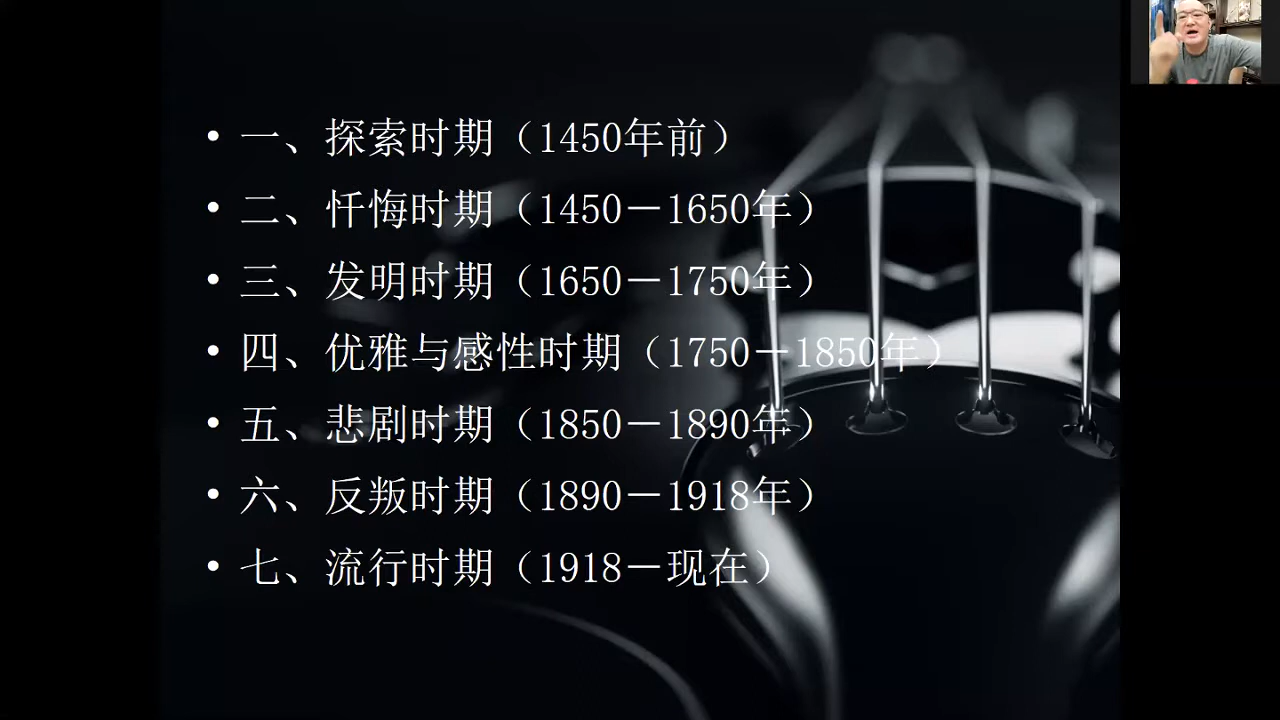 • 一、探索时期（1450年前）
• 二、忏悔时期（1450－1650年）
• 三、发明时期（1650－1750年）
• 四、优雅与感性时期（1750－1850年）
• 五、悲剧时期（1850－1890年）
• 六、反叛时期（1890－1918年）
• 七、流行时期（1918－现在）